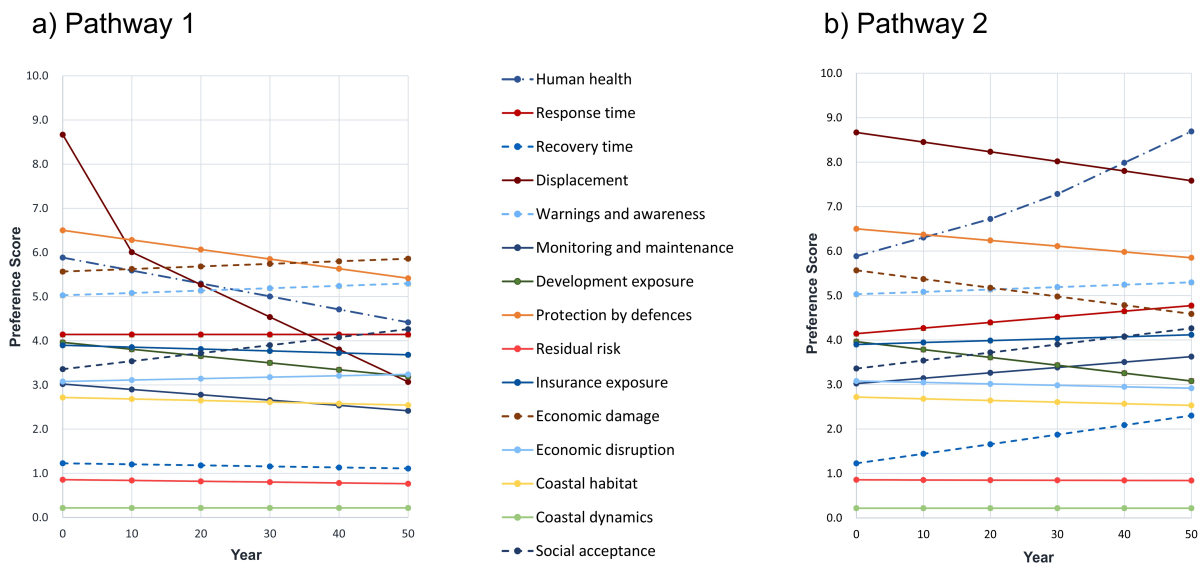 a) Pathway 1
b) Pathway 2
10.0
9.0
8.0
7.0
6.0
5.0
4.0
3.0
2.0
1.0
0.0
Preference Score
0 10 20 30 40 50
Year
Human health
Response time
Recovery time
Displacement
Warnings and awareness
Monitoring and maintenance
Development exposure
Protection by defences
Residual risk
Insurance exposure
Economic damage
Economic disruption
Coastal habitat
Coastal dynamics
Social acceptance
10.0
9.0
8.0
7.0
6.0
5.0
4.0
3.0
2.0
1.0
0.0
Preference Score
0 10 20 30 40 50
Year